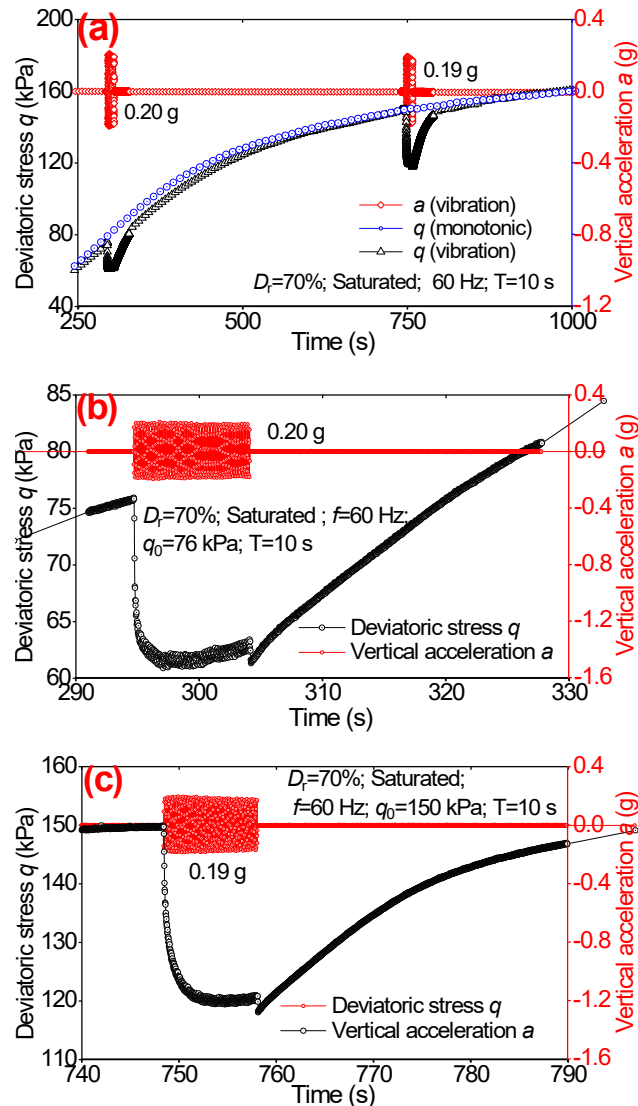 (a)
200
160
120
80
40
Deviatoric stress q (kPa)
0.4
0.0
-0.4
-0.8
-1.2
Vertical acceleration a (g)
0.20 g
0.19 g
a (vibration)
q (monotonic)
q (vibration)
Dr=70%; Saturated; 60 Hz; T=10 s
250 500 750 1000
Time (s)
(b)
85
80
75
70
65
60
Deviatoric stress q (kPa)
0.4
0.0
-0.4
-0.8
-1.2
-1.6
Vertical acceleration a (g)
0.20 g
Dr=70%; Saturated ; f=60 Hz;
q0=76 kPa; T=10 s
Deviatoric stress q
Vertical acceleration a
290 300 310 320 330
Time (s)
(c)
160
150
140
130
120
110
Deviatoric stress q (kPa)
0.4
0.0
-0.4
-0.8
-1.2
-1.6
Vertical acceleration a (g)
Dr=70%; Saturated;
f=60 Hz; q0=150 kPa; T=10 s
0.19 g
Deviatoric stress q
Vertical acceleration a
740 750 760 770 780 790
Time (s)